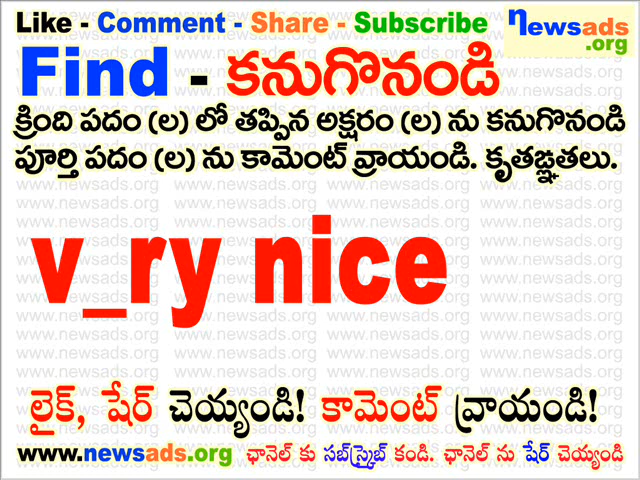 Like - Comment - Share - Subscribe
newsads
.org
Find - కనుగొనండి
క్రింది పదం (ల) లో తప్పిన అక్షరం (ల) ను కనుగొనండి
పూర్తి పదం (ల) ను కామెంట్ వ్రాయండి. కృతజ్ఞతలు.
v_ry nice
లైక్, షేర్ చెయ్యండి! కామెంట్ వ్రాయండి!
www.newsads.org ఛానెల్ కు సబ్‌స్క్రైబ్ కండి. ఛానెల్ ను షేర్ చెయ్యండి